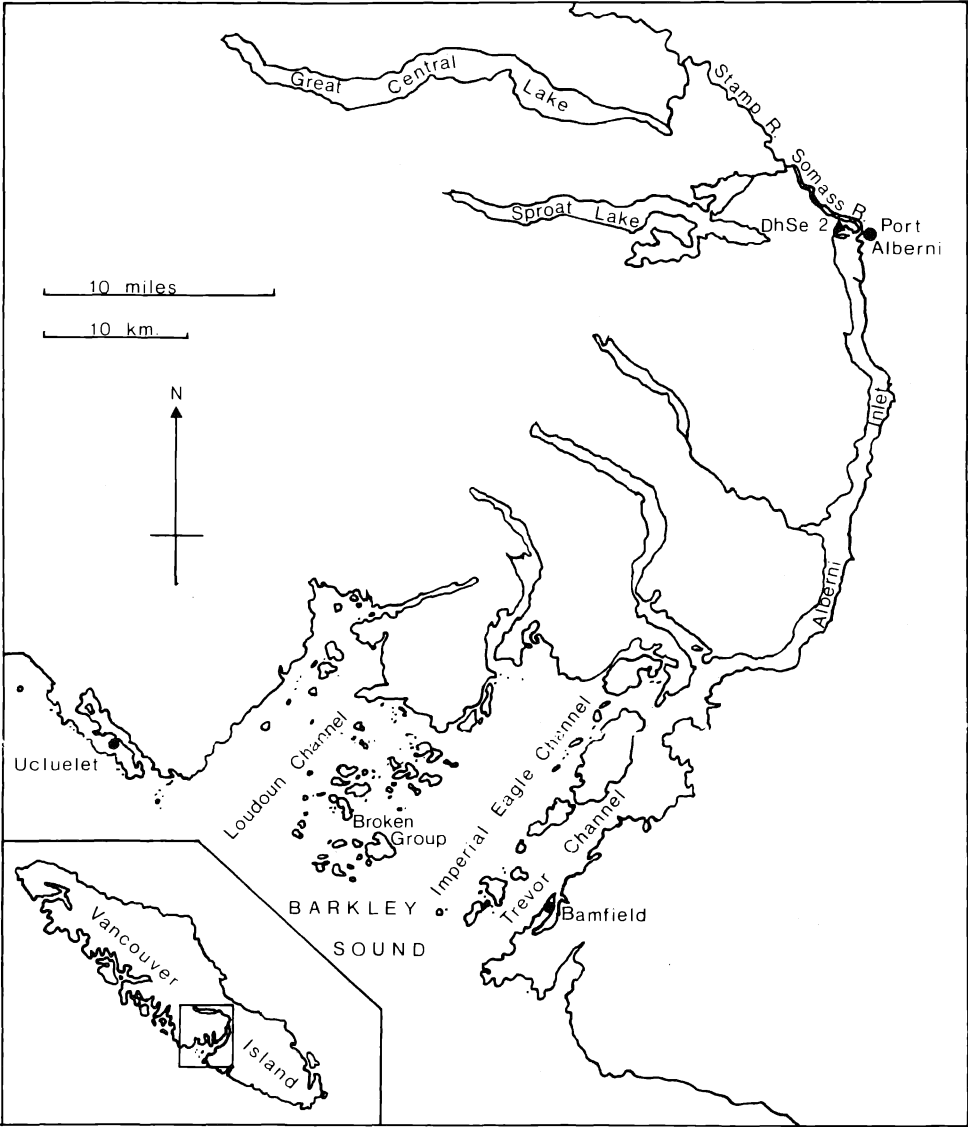 Great Central Lake
Stamp R.
Somass R.
Sproat Lake
DhSe 2
Port
Alberni
10 miles
10 km.
N
Alberni Inlet
Ucluelet
Loudoun Channel
Imperial Eagle Channel
Broken
Group
Trevor Channel
BARKLEY
SOUND
Bamfield
Vancouver Island